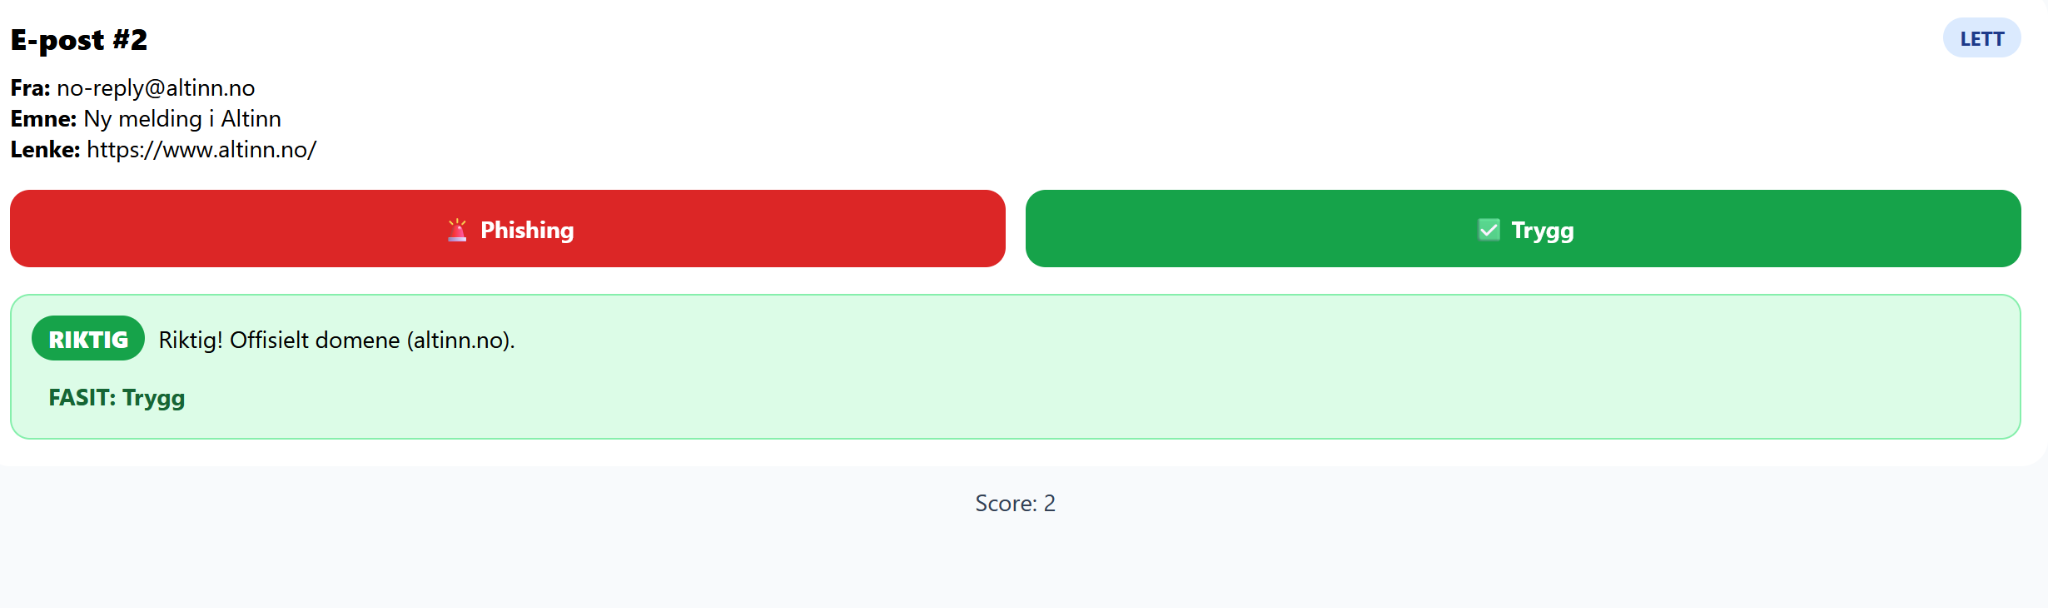 E-post #2
LETT
Fra: no-reply@altinn.no
Emne: Ny melding i Altinn
Lenke: https://www.altinn.no/
🚨 Phishing
✅ Trygg
RIKTIG Riktig! Offisielt domene (altinn.no).
FASIT: Trygg
Score: 2